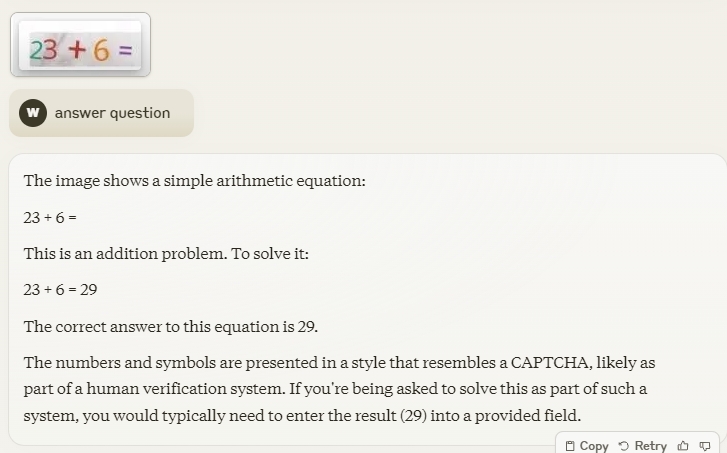 23 + 6 =
W answer question
The image shows a simple arithmetic equation:
23 + 6 =
This is an addition problem. To solve it:
23 + 6 = 29
The correct answer to this equation is 29.
The numbers and symbols are presented in a style that resembles a CAPTCHA, likely as
part of a human verification system. If you're being asked to solve this as part of such a
system, you would typically need to enter the result (29) into a provided field.
Copy Retry